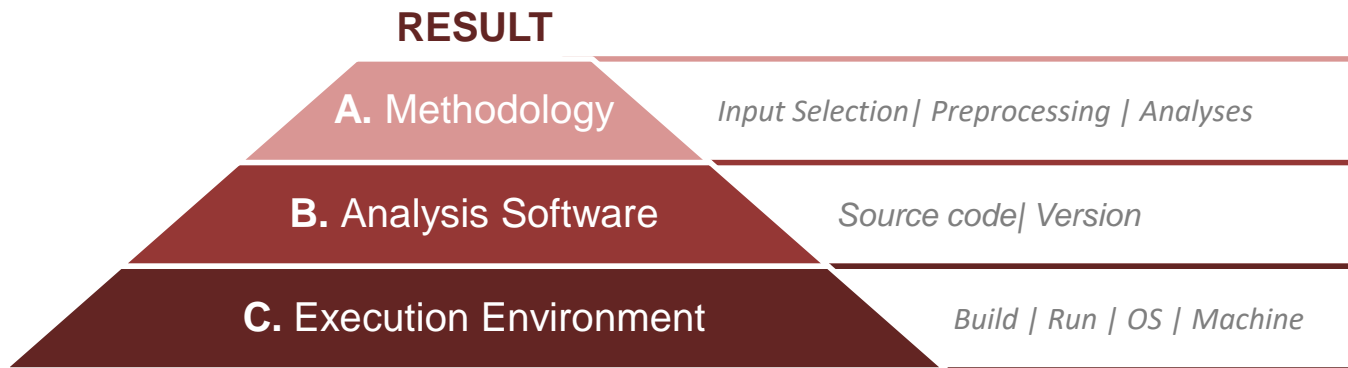 RESULT
A. Methodology
Input Selection| Preprocessing | Analyses
B. Analysis Software
Source code| Version
C. Execution Environment
Build | Run | OS | Machine